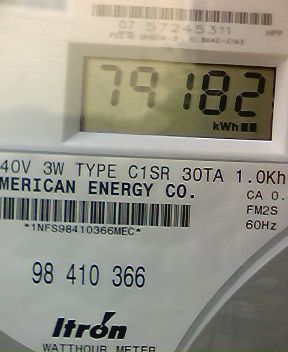 07 57245311
HPP
79182
kWh
40V 3W TYPE C1SR 30TA 1.0Kh
MERICAN ENERGY CO.
CA 0.
FM2S
*1NFS98410366MEC*
60Hz
98 410 366
Itron
WATTHOUR METER